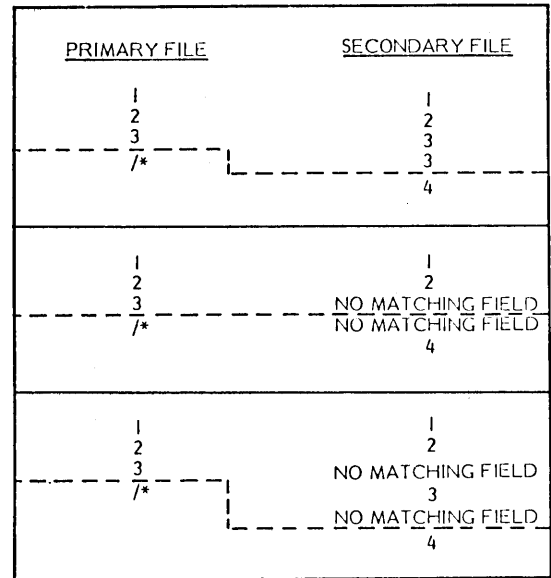 PRIMARY FILE SECONDARY FILE
1 1
2 2
3 3
/* 3
4
1 1
2 2
3 NO MATCHING FIELD
/* NO MATCHING FIELD
4
1 1
2 2
3 NO MATCHING FIELD
/* 3
NO MATCHING FIELD
4